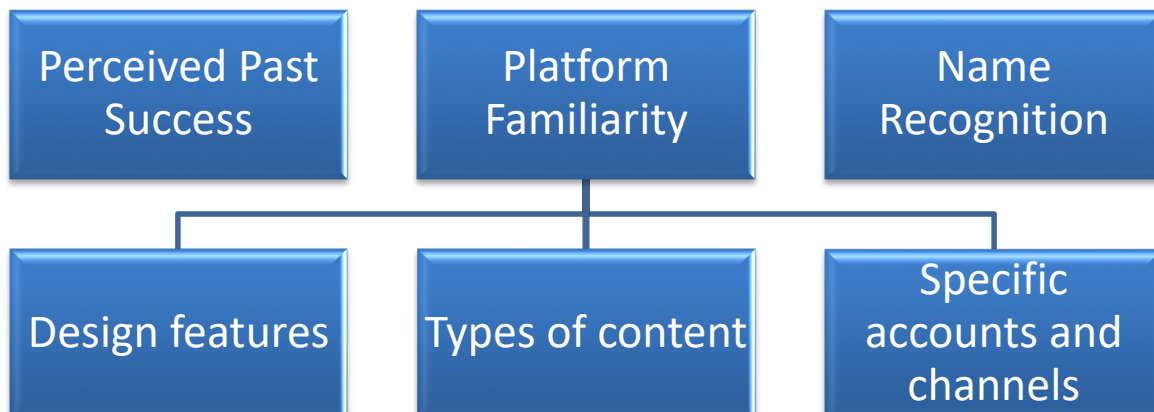 Perceived Past
Success
Platform
Familiarity
Name
Recognition
Design features
Types of content
Specific
accounts and
channels